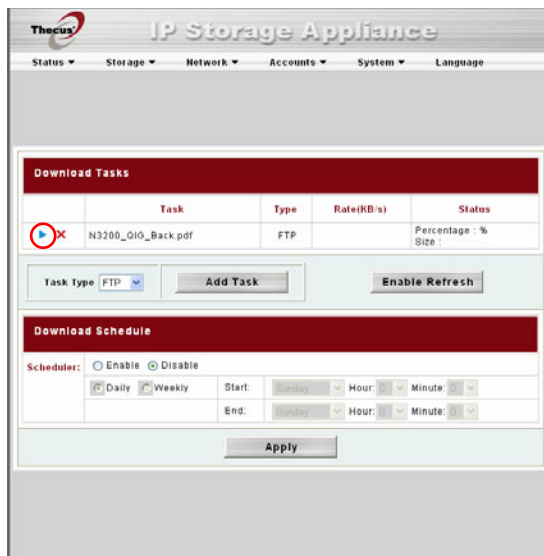 Thecus
IP Storage Appliance
Status Storage Network Accounts System Language
Download Tasks
Task Type Rate(KB/s) Status
N3200_QIG_Back.pdf FTP Percentage : %
Size :
Task Type FTP Add Task Enable Refresh
Download Schedule
Scheduler: Enable Disable
Daily Weekly Start: Sunday Hour: 0 Minute: 0
End: Sunday Hour: 0 Minute: 0
Apply